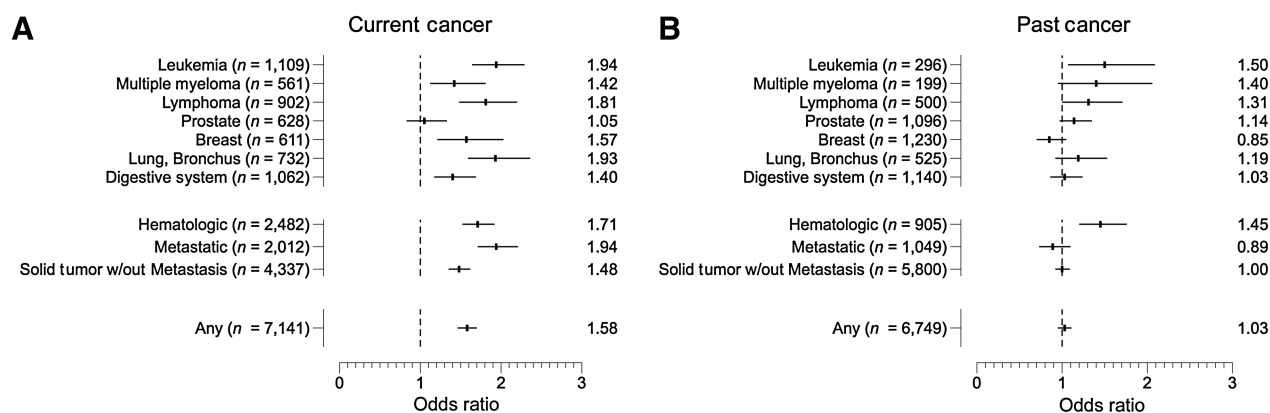 A
Current cancer
Leukemia (n = 1,109) 1.94
Multiple myeloma (n = 561) 1.42
Lymphoma (n = 902) 1.81
Prostate (n = 628) 1.05
Breast (n = 611) 1.57
Lung, Bronchus (n = 732) 1.93
Digestive system (n = 1,062) 1.40
Hematologic (n = 2,482) 1.71
Metastatic (n = 2,012) 1.94
Solid tumor w/out Metastasis (n = 4,337) 1.48
Any (n = 7,141) 1.58
0 1 2 3
Odds ratio
B
Past cancer
Leukemia (n = 296) 1.50
Multiple myeloma (n = 199) 1.40
Lymphoma (n = 500) 1.31
Prostate (n = 1,096) 1.14
Breast (n = 1,230) 0.85
Lung, Bronchus (n = 525) 1.19
Digestive system (n = 1,140) 1.03
Hematologic (n = 905) 1.45
Metastatic (n = 1,049) 0.89
Solid tumor w/out Metastasis (n = 5,800) 1.00
Any (n = 6,749) 1.03
0 1 2 3
Odds ratio